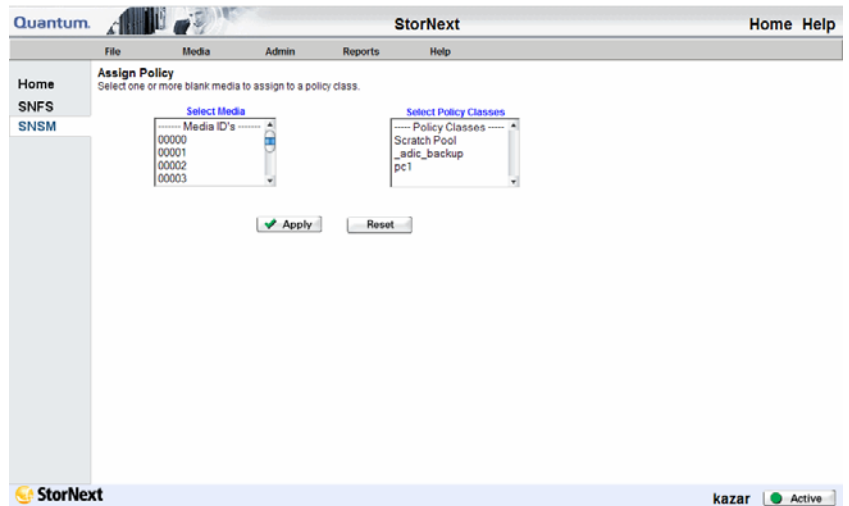 Quantum.
StorNext
Home Help
File Media Admin Reports Help
Home
SNFS
SNSM
Assign Policy
Select one or more blank media to assign to a policy class.
Select Media
------- Media ID's -------
00000
00001
00002
00003
Select Policy Classes
----- Policy Classes -----
Scratch Pool
_adic_backup
pc1
Apply Reset
StorNext
kazar Active